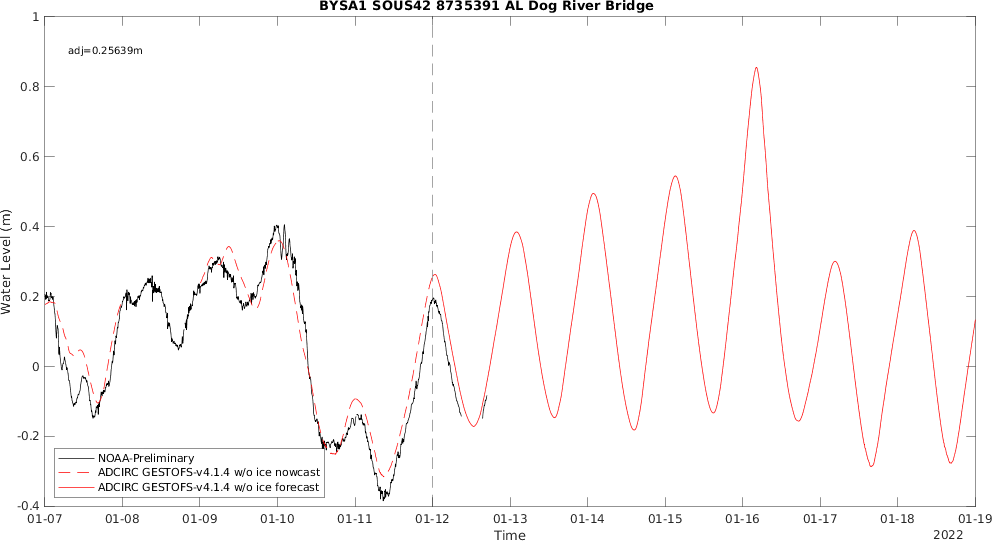 BYSA1 SOUS42 8735391 AL Dog River Bridge
adj=0.25639m
Water Level (m)
1
0.8
0.6
0.4
0.2
0
-0.2
-0.4
NOAA-Preliminary
ADCIRC GESTOFS-v4.1.4 w/o ice nowcast
ADCIRC GESTOFS-v4.1.4 w/o ice forecast
01-07 01-08 01-09 01-10 01-11 01-12 01-13 01-14 01-15 01-16 01-17 01-18 01-19
Time
2022